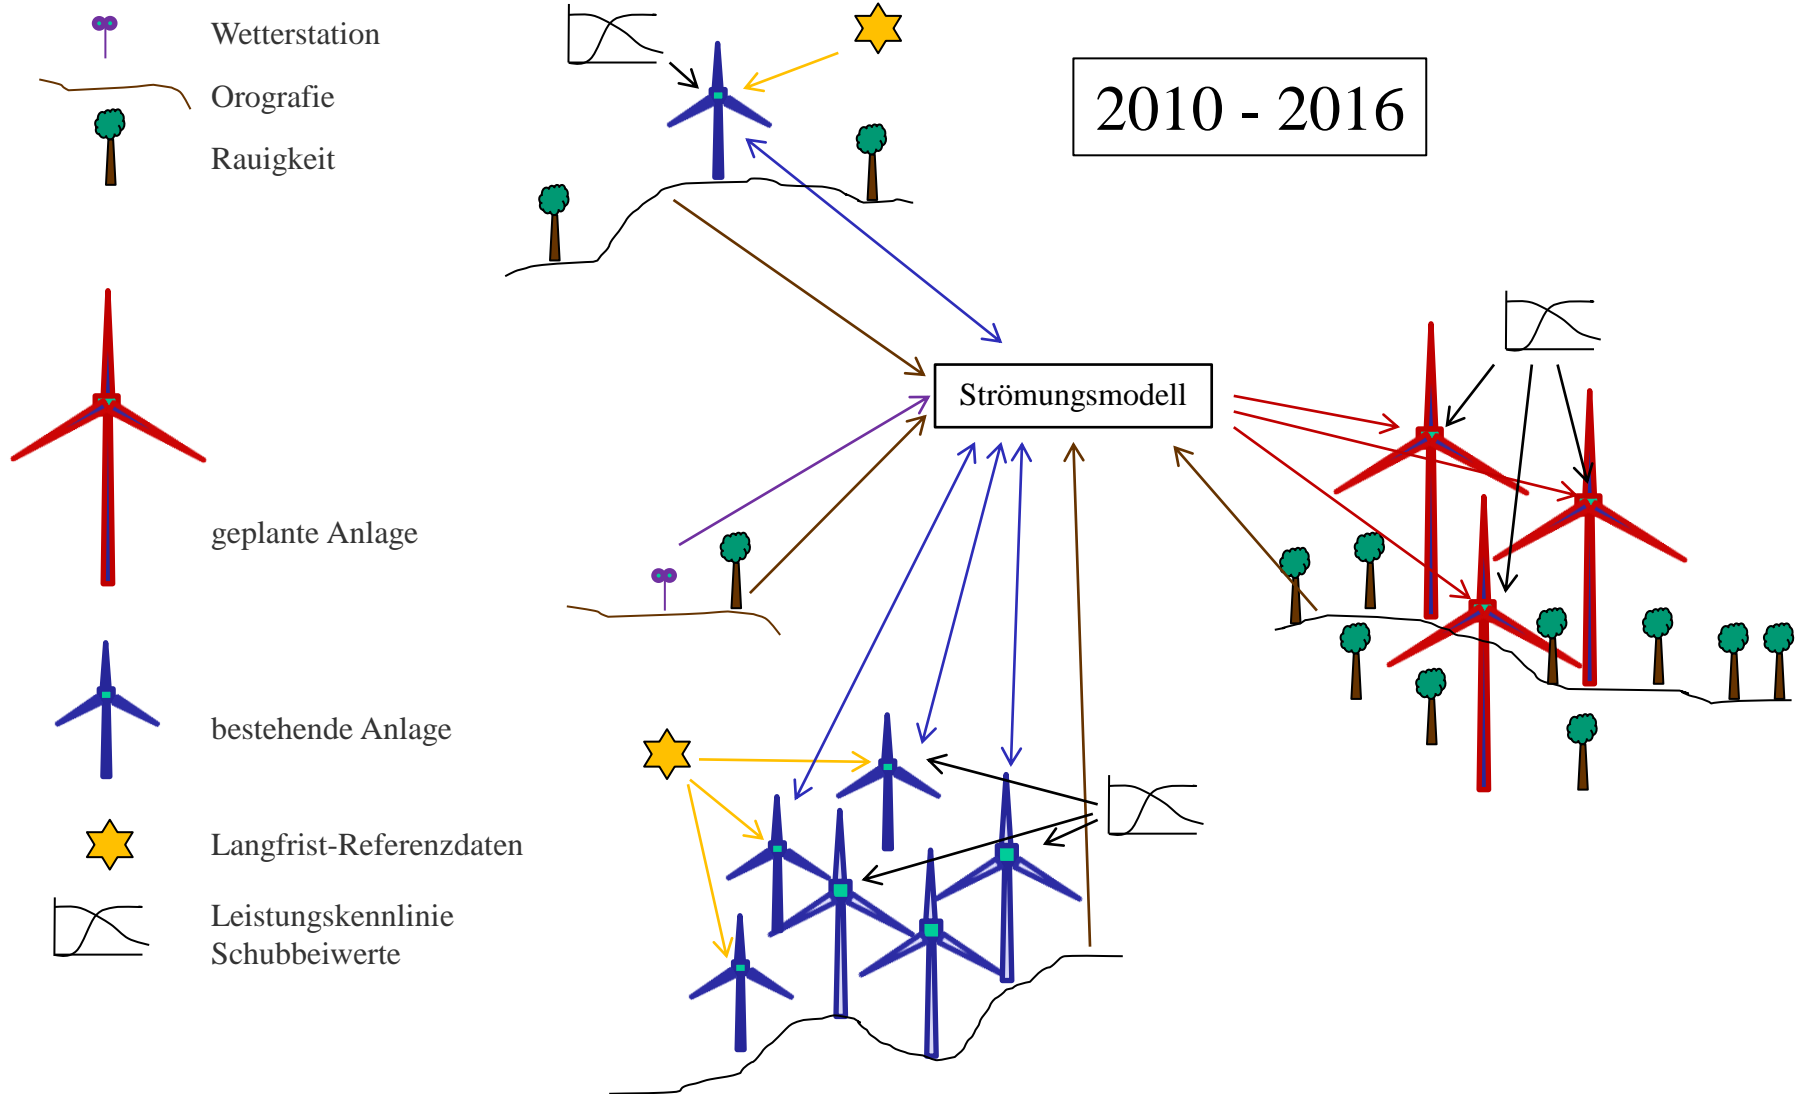 Wetterstation
Orografie
Rauigkeit
2010 - 2016
Strömungsmodell
geplante Anlage
bestehende Anlage
Langfrist-Referenzdaten
Leistungskennlinie
Schubbeiwerte